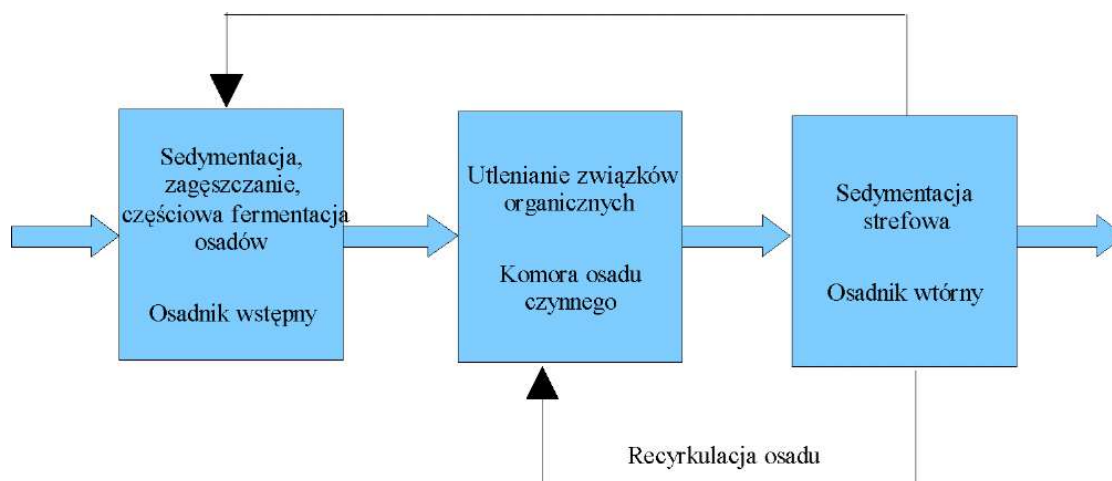 Sedymentacja,
zagęszczanie,
częściowa fermentacja
osadów
Osadnik wstępny
Utlenianie związków
organicznych
Komora osadu
czynnego
Sedymentacja
strefowa
Osadnik wtórny
Recyrkulacja osadu